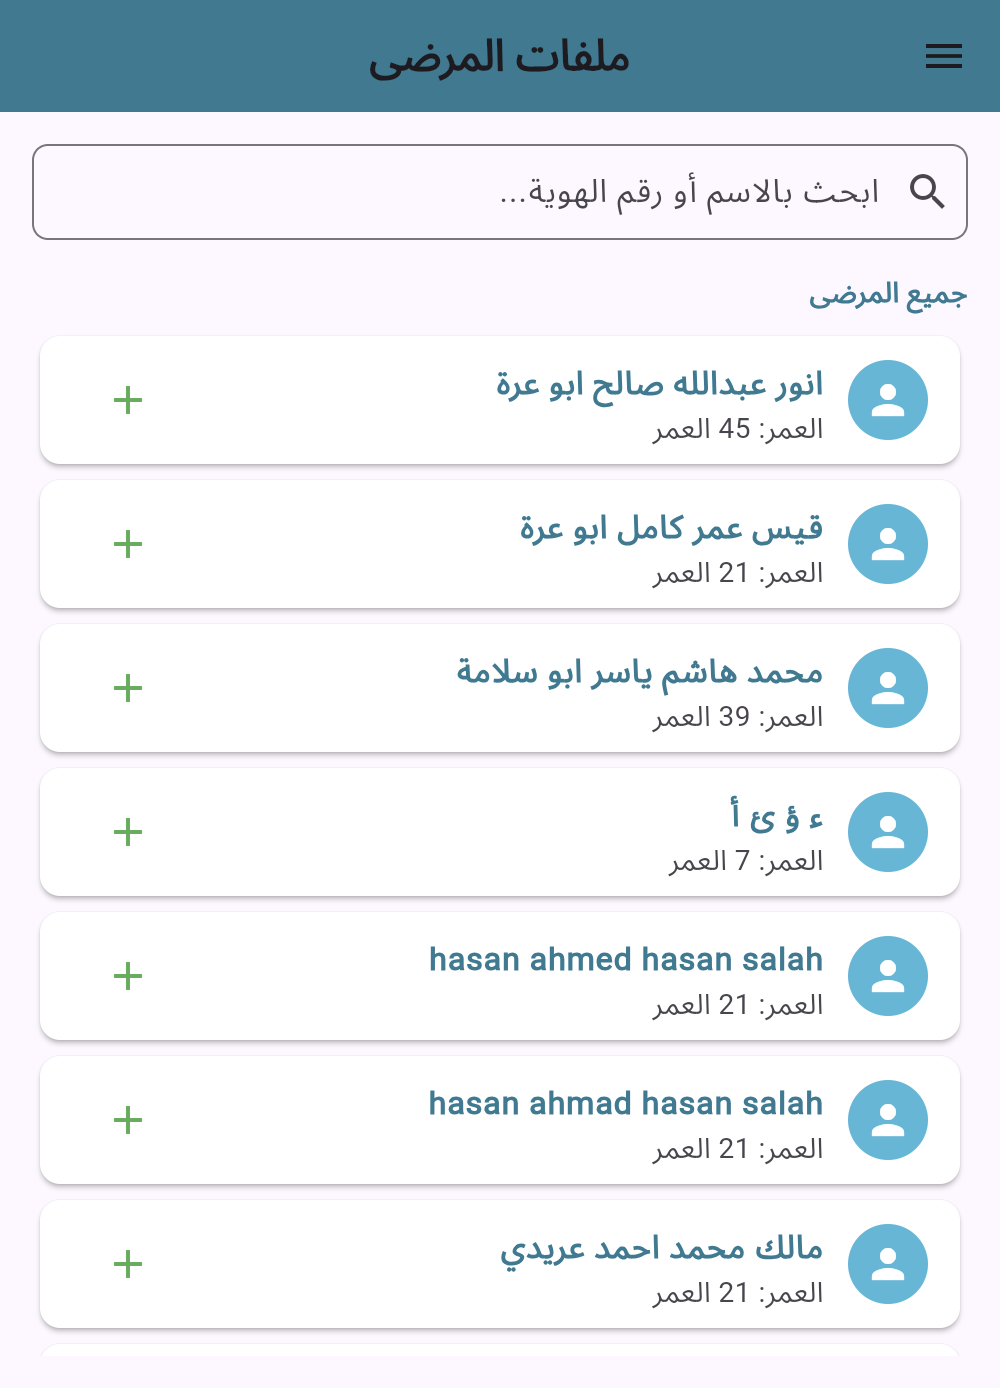 ملفات المرضى
ابحث بالاسم أو رقم الهوية...
جميع المرضى
انور عبدالله صالح ابو عرة
العمر: 45 العمر
قيس عمر كامل ابو عرة
العمر: 21 العمر
محمد هاشم ياسر ابو سلامة
العمر: 39 العمر
ء ؤ ئ أ
العمر: 7 العمر
hasan ahmed hasan salah
العمر: 21 العمر
hasan ahmad hasan salah
العمر: 21 العمر
مالك محمد احمد عريدي
العمر: 21 العمر